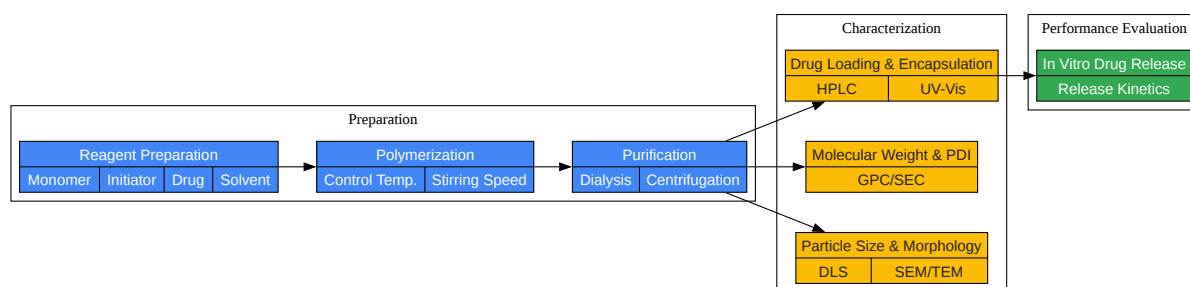 Preparation
Reagent Preparation
Monomer Initiator Drug Solvent
Polymerization
Control Temp. Stirring Speed
Purification
Dialysis Centrifugation
Characterization
Drug Loading & Encapsulation
HPLC UV-Vis
Molecular Weight & PDI
GPC/SEC
Particle Size & Morphology
DLS SEM/TEM
Performance Evaluation
In Vitro Drug Release
Release Kinetics